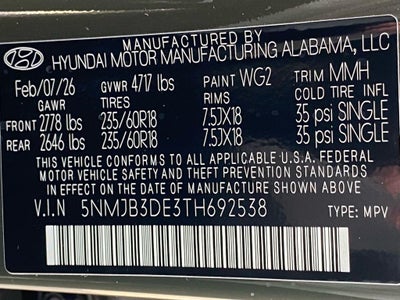 MANUFACTURED BY
HYUNDAI MOTOR MANUFACTURING ALABAMA, LLC
Feb/07/26 GVWR 4717 lbs PAINT WG2 TRIM MMH
GAWR TIRES RIMS COLD TIRE INFL
FRONT 2778 lbs 235/60R18 7.5JX18 35 psi SINGLE
REAR 2646 lbs 235/60R18 7.5JX18 35 psi SINGLE
THIS VEHICLE CONFORMS TO ALL APPLICABLE U.S.A. FEDERAL
MOTOR VEHICLE SAFETY AND THEFT PREVENTION STANDARDS
IN EFFECT ON THE DATE OF MANUFACTURE SHOWN ABOVE.
V.I.N 5NMJB3DE3TH692538 TYPE: MPV